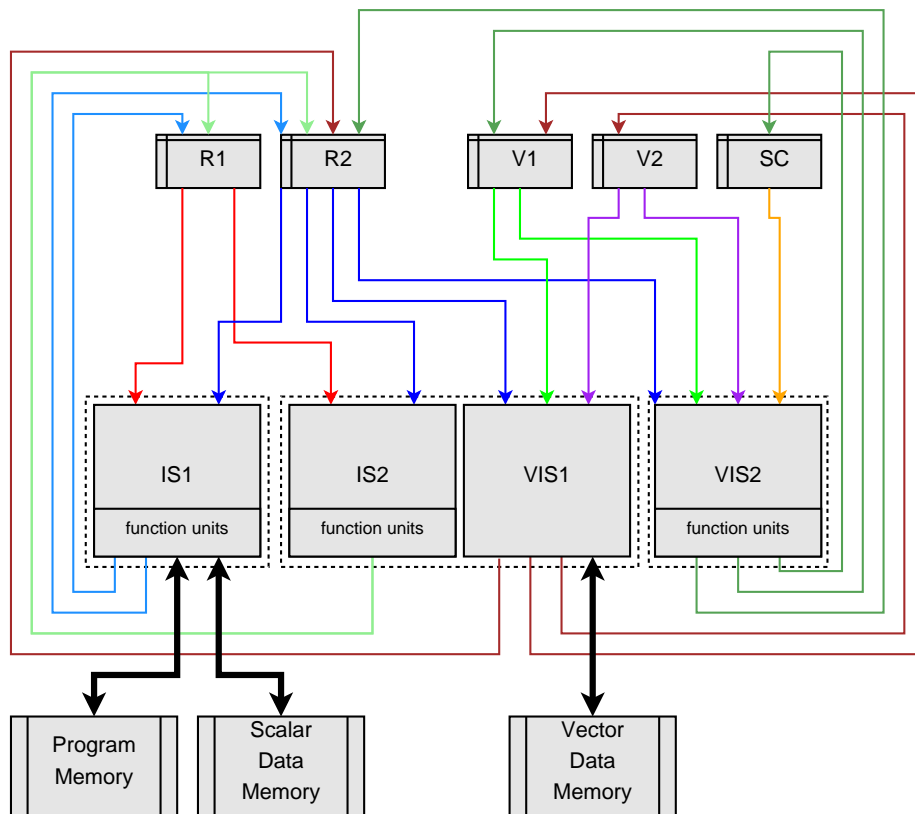 R1
R2
V1
V2
SC
IS1
IS2
VIS1
VIS2
function units
function units
function units
Program
Memory
Scalar
Data
Memory
Vector
Data
Memory